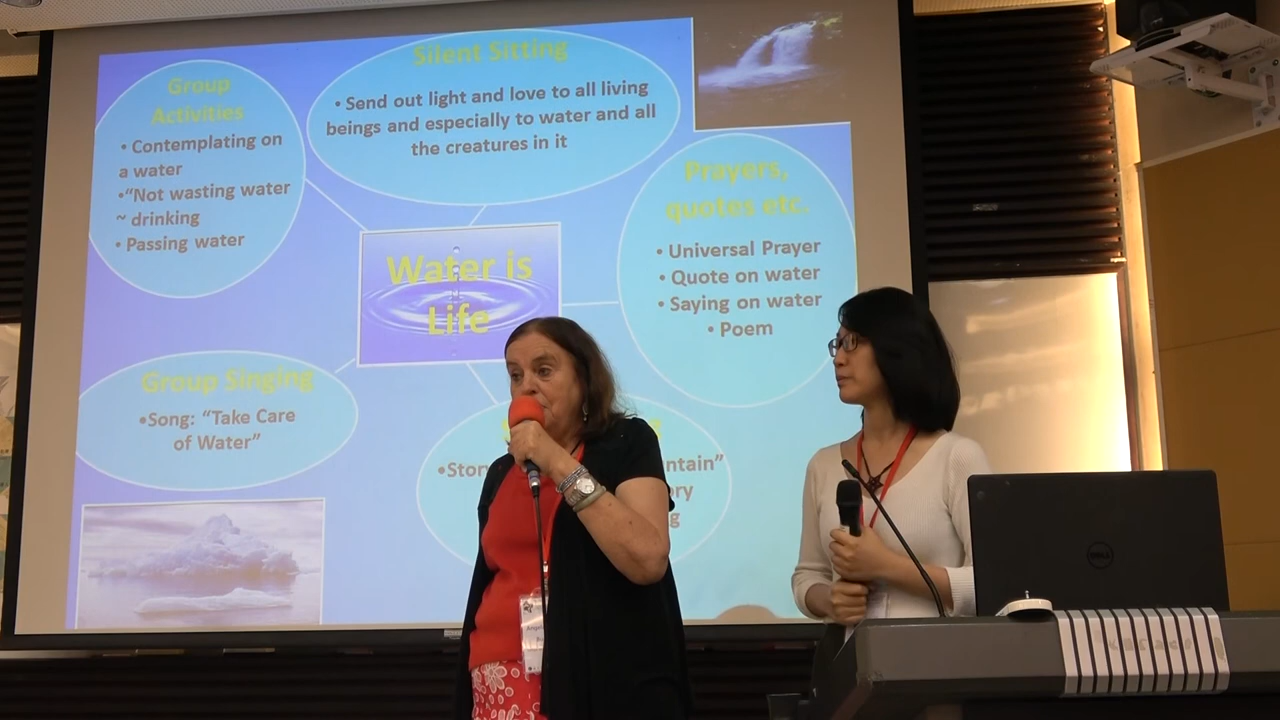 Silent Sitting
• Send out light and love to all living
beings and especially to water and all
the creatures in it
Group
Activities
• Contemplating on
a water
•"Not wasting water
~ drinking
• Passing water
Prayers,
quotes etc.
• Universal Prayer
• Quote on water
• Saying on water
• Poem
Water is
Life
Group Singing
•Song: "Take Care
of Water"
DELL